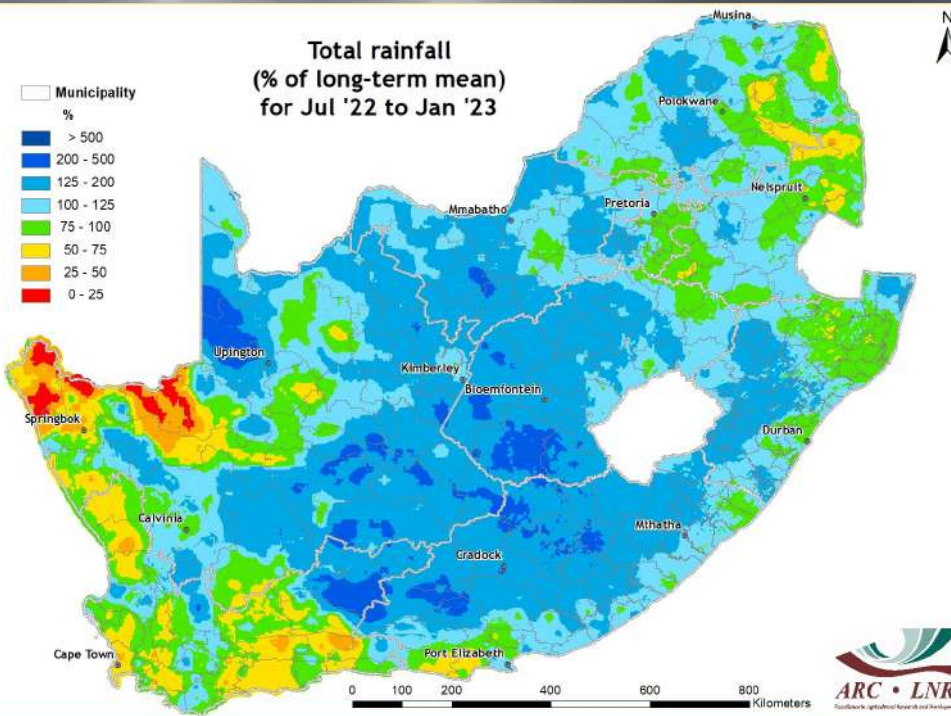 Total rainfall
(% of long-term mean)
for Jul '22 to Jan '23
N
Municipality
%
> 500
200 - 500
125 - 200
100 - 125
75 - 100
50 - 75
25 - 50
0 - 25
Musina
Polokwane
Nelspruit
Pretoria
Mmabatho
Upington
Kimberley
Bloemfontein
Springbok
Durban
Calvinia
Mthatha
Cradock
Cape Town
Port Elizabeth
0 100 200 400 600 800
Kilometers
ARC • LNR